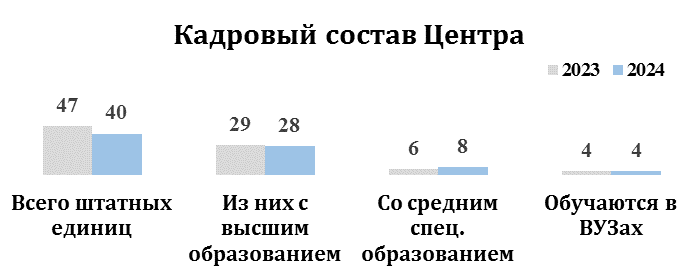 Кадровый состав Центра
2023 2024
47 40 29 28 6 8 4 4
Всего штатных
единиц
Из них с
высшим
образованием
Со средним
спец.
образованием
Обучаются в
ВУЗах